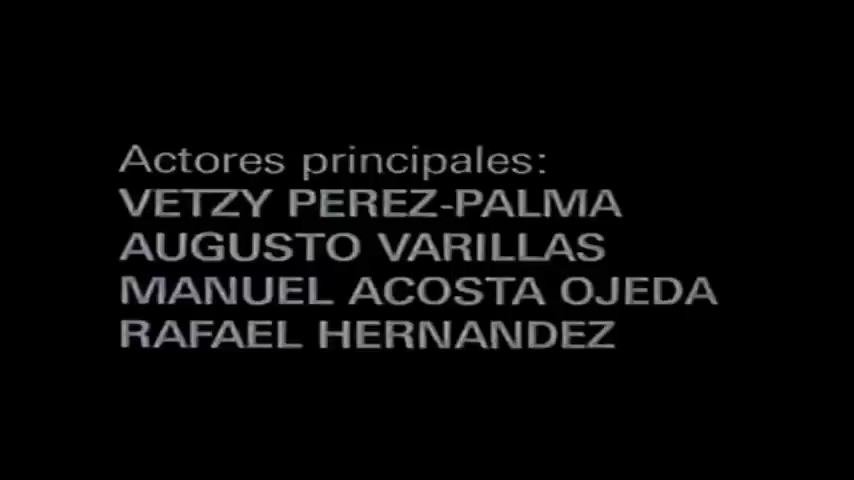 Actores principales:
VETZY PEREZ-PALMA
AUGUSTO VARILLAS
MANUEL ACOSTA OJEDA
RAFAEL HERNANDEZ